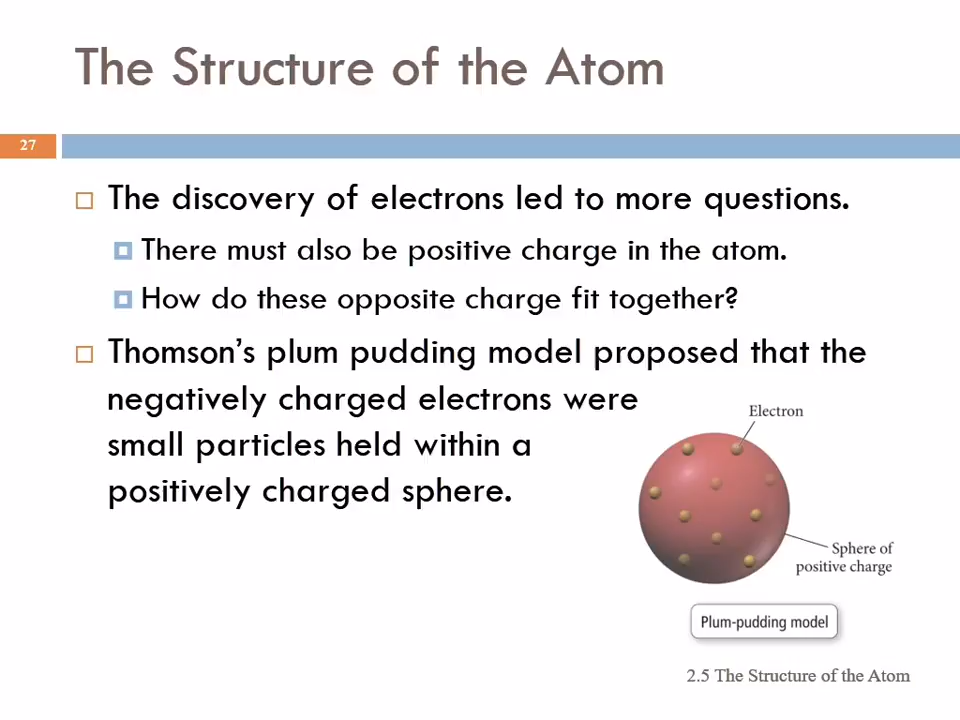 The Structure of the Atom
27
The discovery of electrons led to more questions.
There must also be positive charge in the atom.
How do these opposite charge fit together?
Thomson's plum pudding model proposed that the
negatively charged electrons were
small particles held within a
positively charged sphere.
Electron
Sphere of
positive charge
Plum-pudding model
2.5 The Structure of the Atom